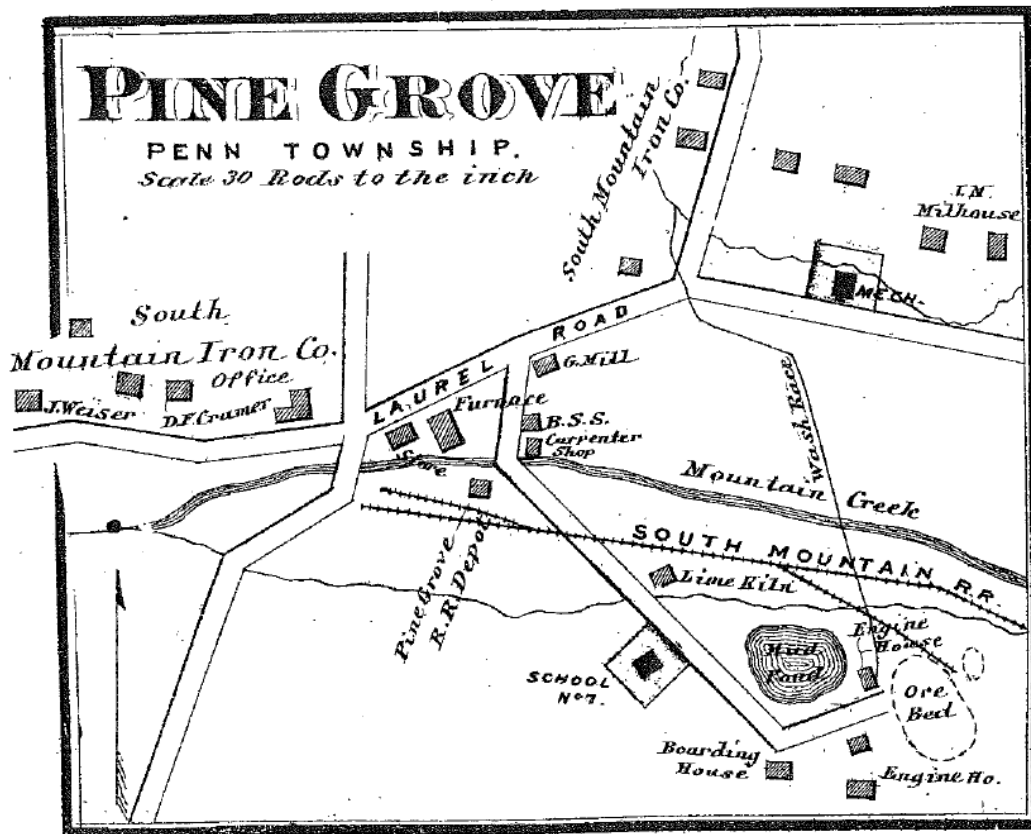 PINE GROVE
PENN TOWNSHIP.
Scale 30 Rods to the inch
South Mountain
Iron Co.
I.M.
Milhouse
MECH.
South
Mountain Iron Co.
Office
J. Weiser
D.F. Cramer
LAUREL ROAD
G. Mill
Furnace
Store
B.S.S.
Carpenter
Shop
Wash Race
Mountain Creek
SOUTH MOUNTAIN R.R.
Pine Grove
R.R. Depot
Lime Kiln
Engine
House
Mud
Pond
Ore
Bed
SCHOOL
No 7.
Boarding
House
Engine Ho.